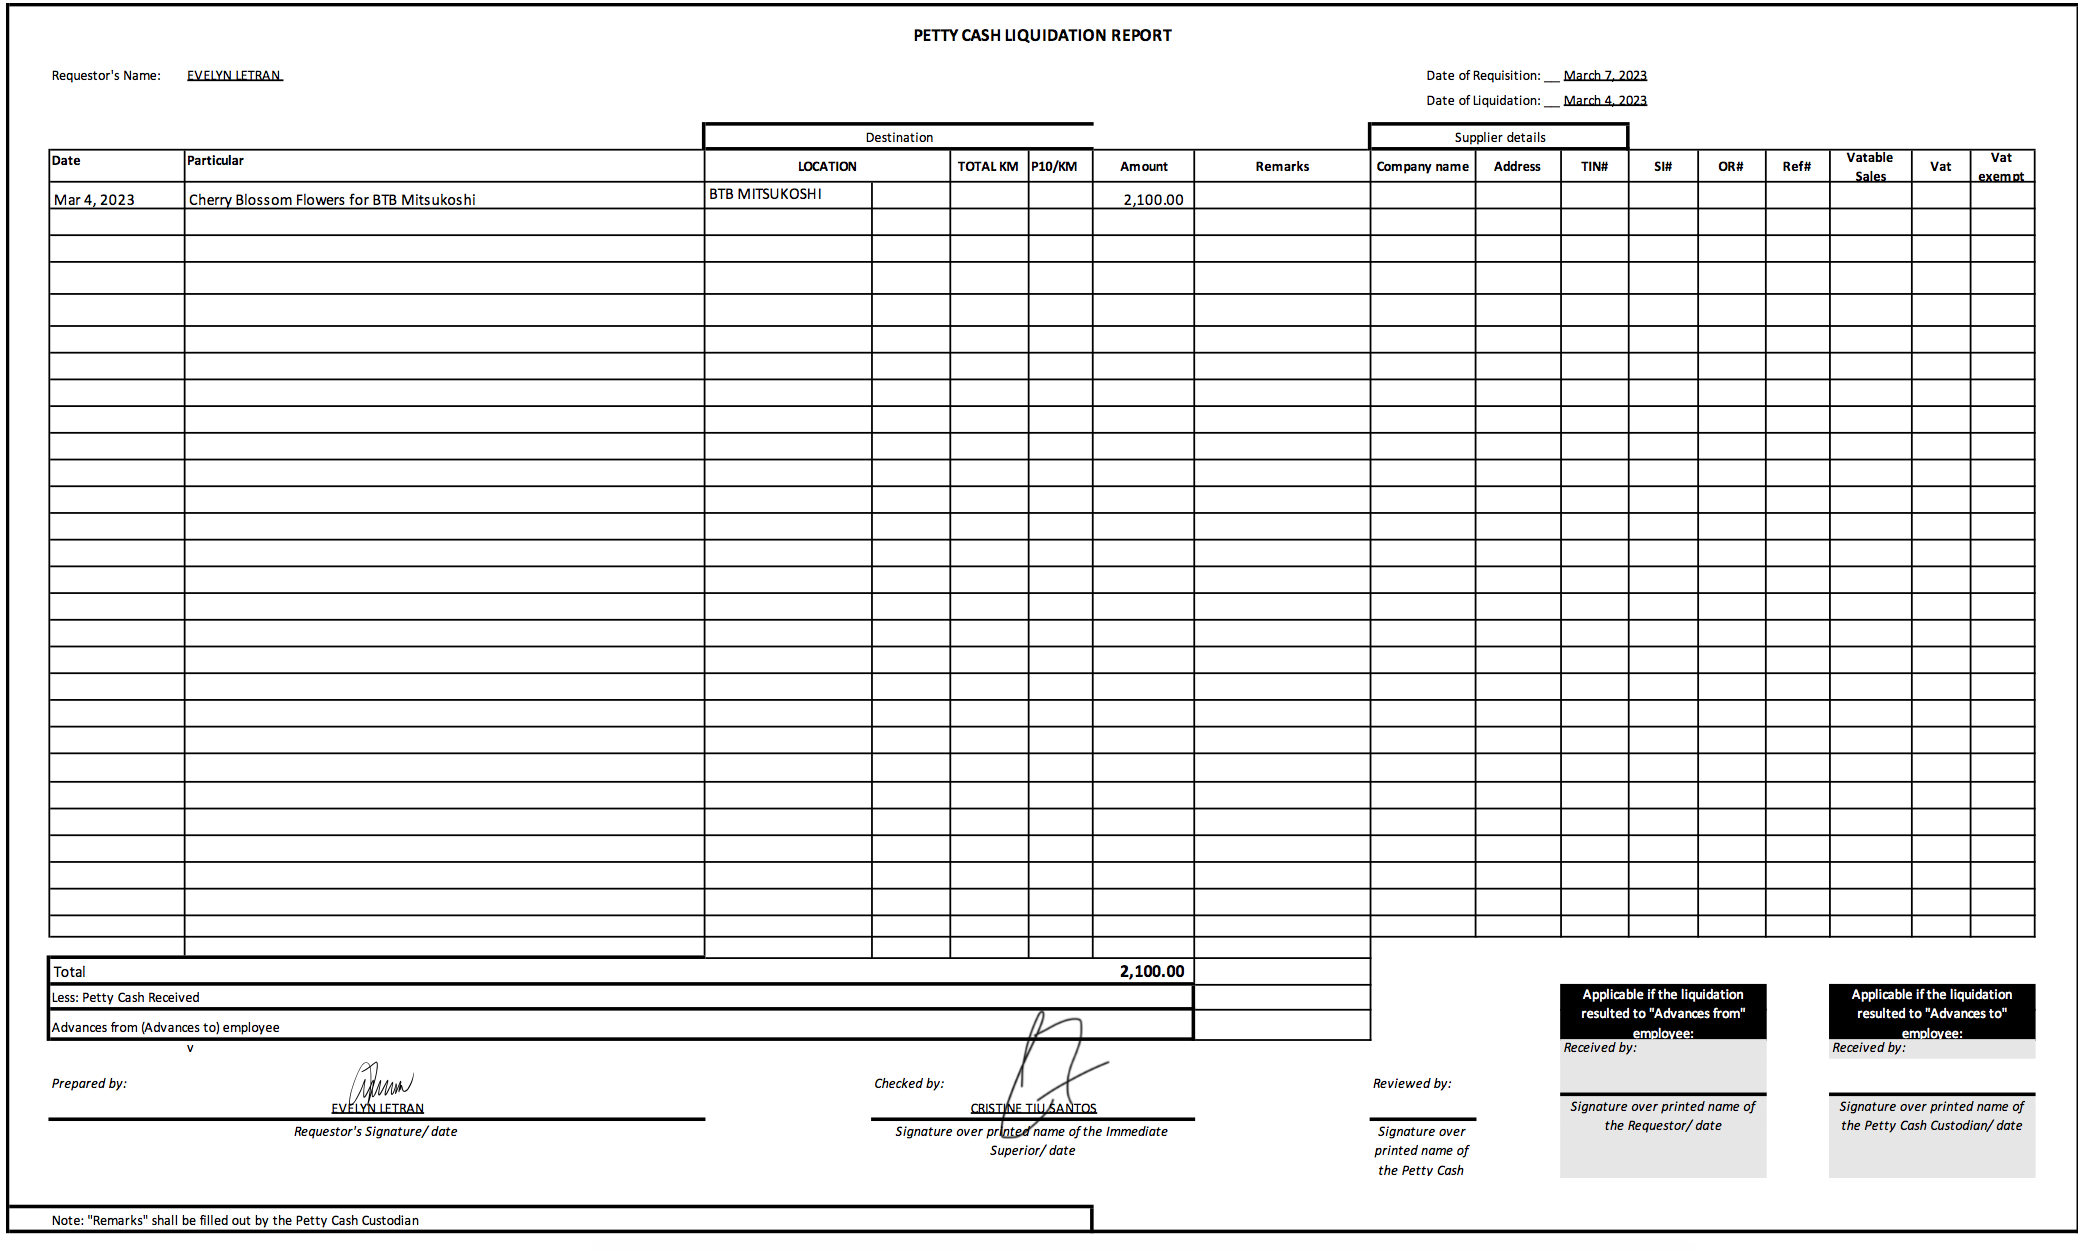 PETTY CASH LIQUIDATION REPORT
Requestor's Name: EVELYN LETRAN
Date of Requisition: __ March 7, 2023
Date of Liquidation: __ March 4, 2023
Destination
Supplier details
Date Particular LOCATION TOTAL KM P10/KM Amount Remarks Company name Address TIN# SI# OR# Ref# Vatable Sales Vat Vat exempt
Mar 4, 2023 Cherry Blossom Flowers for BTB Mitsukoshi BTB MITSUKOSHI 2,100.00
Total 2,100.00
Less: Petty Cash Received
Advances from (Advances to) employee
v
Applicable if the liquidation
resulted to "Advances from"
employee:
Received by:
Signature over printed name of
the Requestor/ date
Applicable if the liquidation
resulted to "Advances to"
employee:
Received by:
Signature over printed name of
the Petty Cash Custodian/ date
Prepared by:
EVELYN LETRAN
Requestor's Signature/ date
Checked by:
CRISTINE TIU SANTOS
Signature over printed name of the Immediate
Superior/ date
Reviewed by:
Signature over
printed name of
the Petty Cash
Note: "Remarks" shall be filled out by the Petty Cash Custodian